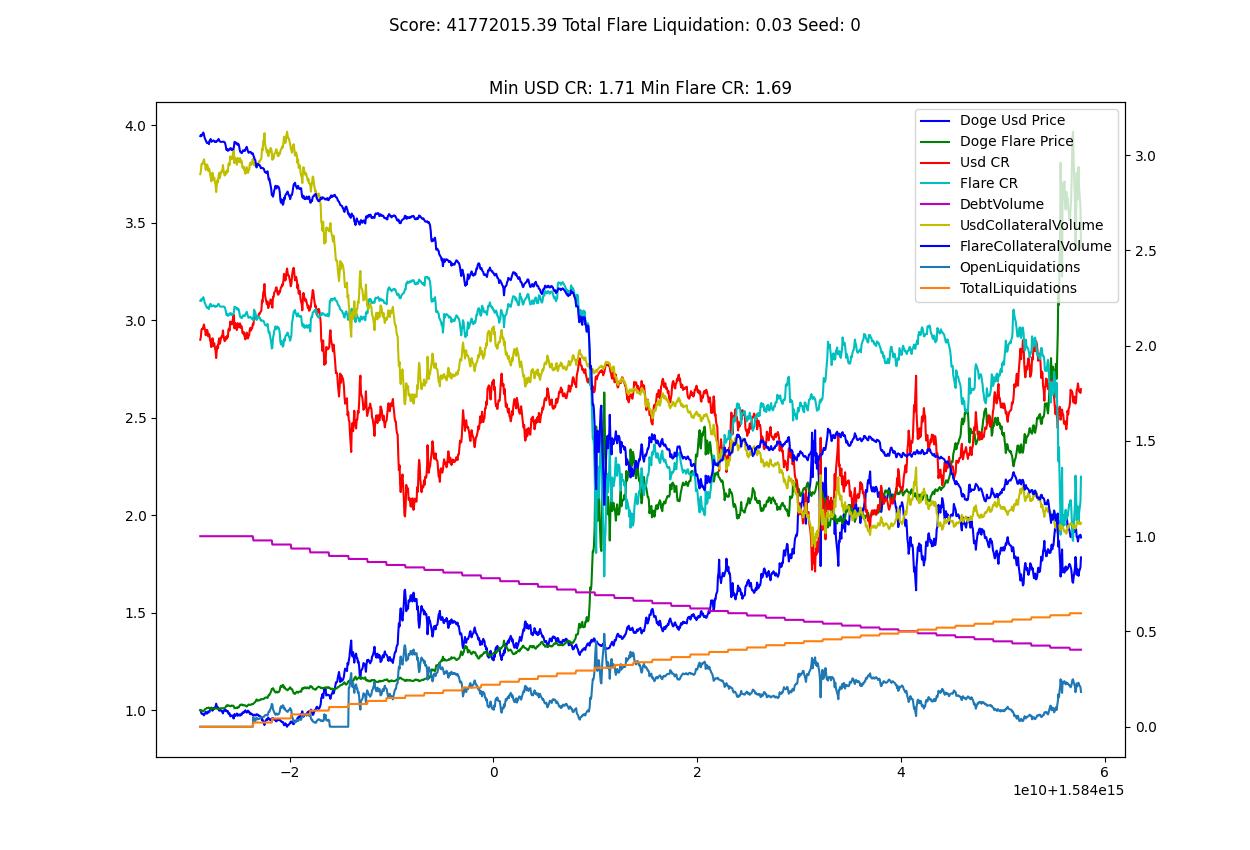 Score: 41772015.39 Total Flare Liquidation: 0.03 Seed: 0
Min USD CR: 1.71 Min Flare CR: 1.69
4.0
3.5
3.0
2.5
2.0
1.5
1.0
Doge Usd Price
Doge Flare Price
Usd CR
Flare CR
DebtVolume
UsdCollateralVolume
FlareCollateralVolume
OpenLiquidations
TotalLiquidations
3.0
2.5
2.0
1.5
1.0
0.5
0.0
−2 0 2 4 6
1e10+1.584e15